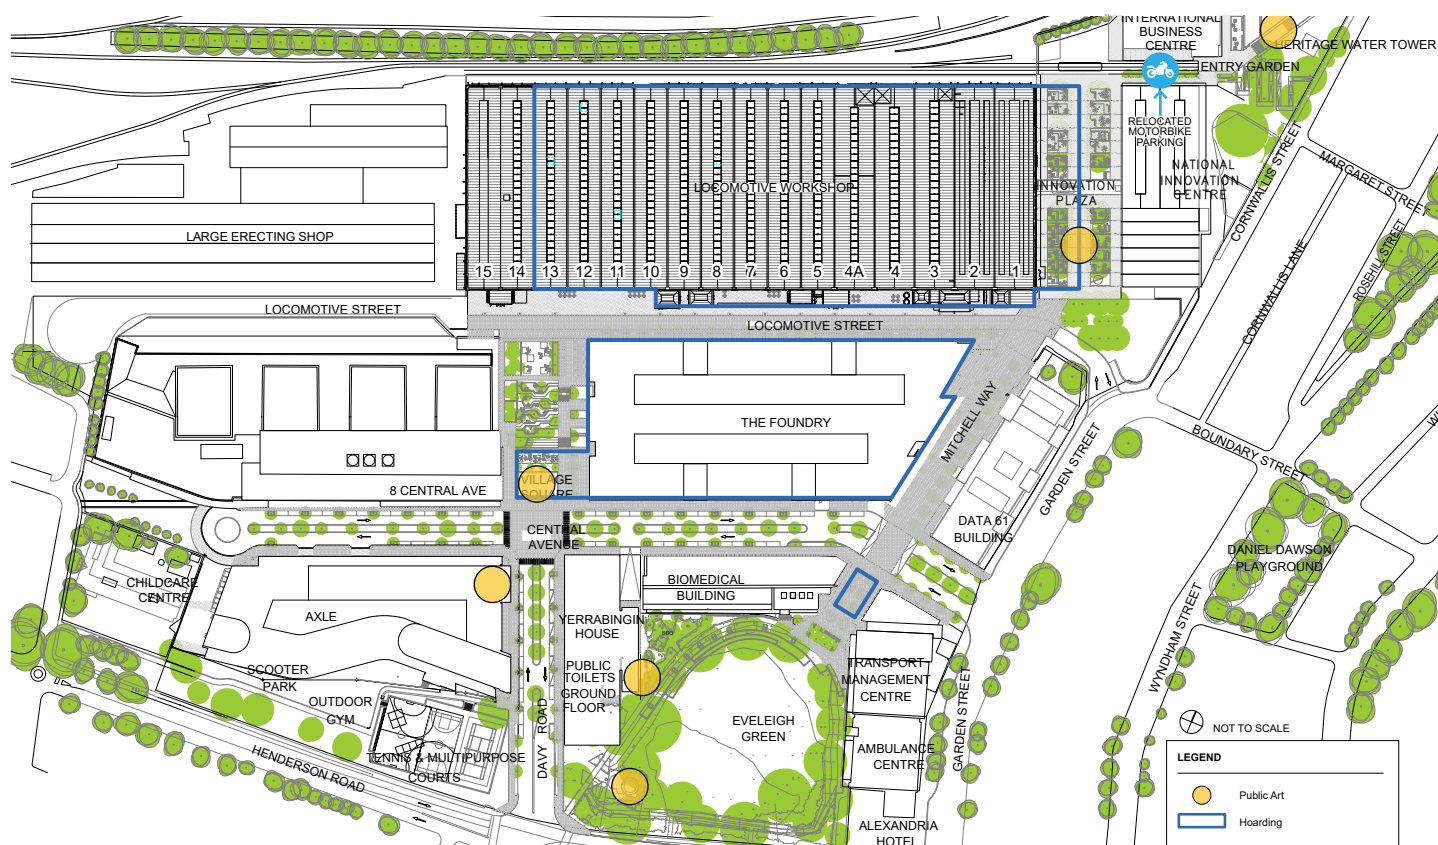 INTERNATIONAL
BUSINESS
CENTRE
HERITAGE WATER TOWER
ENTRY GARDEN
RELOCATED
MOTORBIKE
PARKING
NATIONAL
INNOVATION
CENTRE
CORNWALLIS STREET
MARGARET STREET
LOCOMOTIVE WORKSHOP
INNOVATION
PLAZA
LARGE ERECTING SHOP
CORNWALLIS LANE
ROSEHILL STREET
15 14 13 12 11 10 9 8 7 6 5 4A 4 3 2 1
LOCOMOTIVE STREET
LOCOMOTIVE STREET
THE FOUNDRY
MITCHELL WAY
GARDEN STREET
BOUNDARY STREET
8 CENTRAL AVE
VILLAGE
SQUARE
CENTRAL
AVENUE
DATA 61
BUILDING
DANIEL DAWSON
PLAYGROUND
CHILDCARE
CENTRE
AXLE
BIOMEDICAL
BUILDING
YERRABINGIN
HOUSE
BBQ
WYNDHAM STREET
SCOOTER
PARK
PUBLIC
TOILETS
GROUND
FLOOR
TRANSPORT
MANAGEMENT
CENTRE
OUTDOOR
GYM
DAVY ROAD
EVELEIGH
GREEN
GARDEN STREET
NOT TO SCALE
HENDERSON ROAD
TENNIS & MULTIPURPOSE
COURTS
AMBULANCE
CENTRE
LEGEND
Public Art
Hoarding
ALEXANDRIA
HOTEL